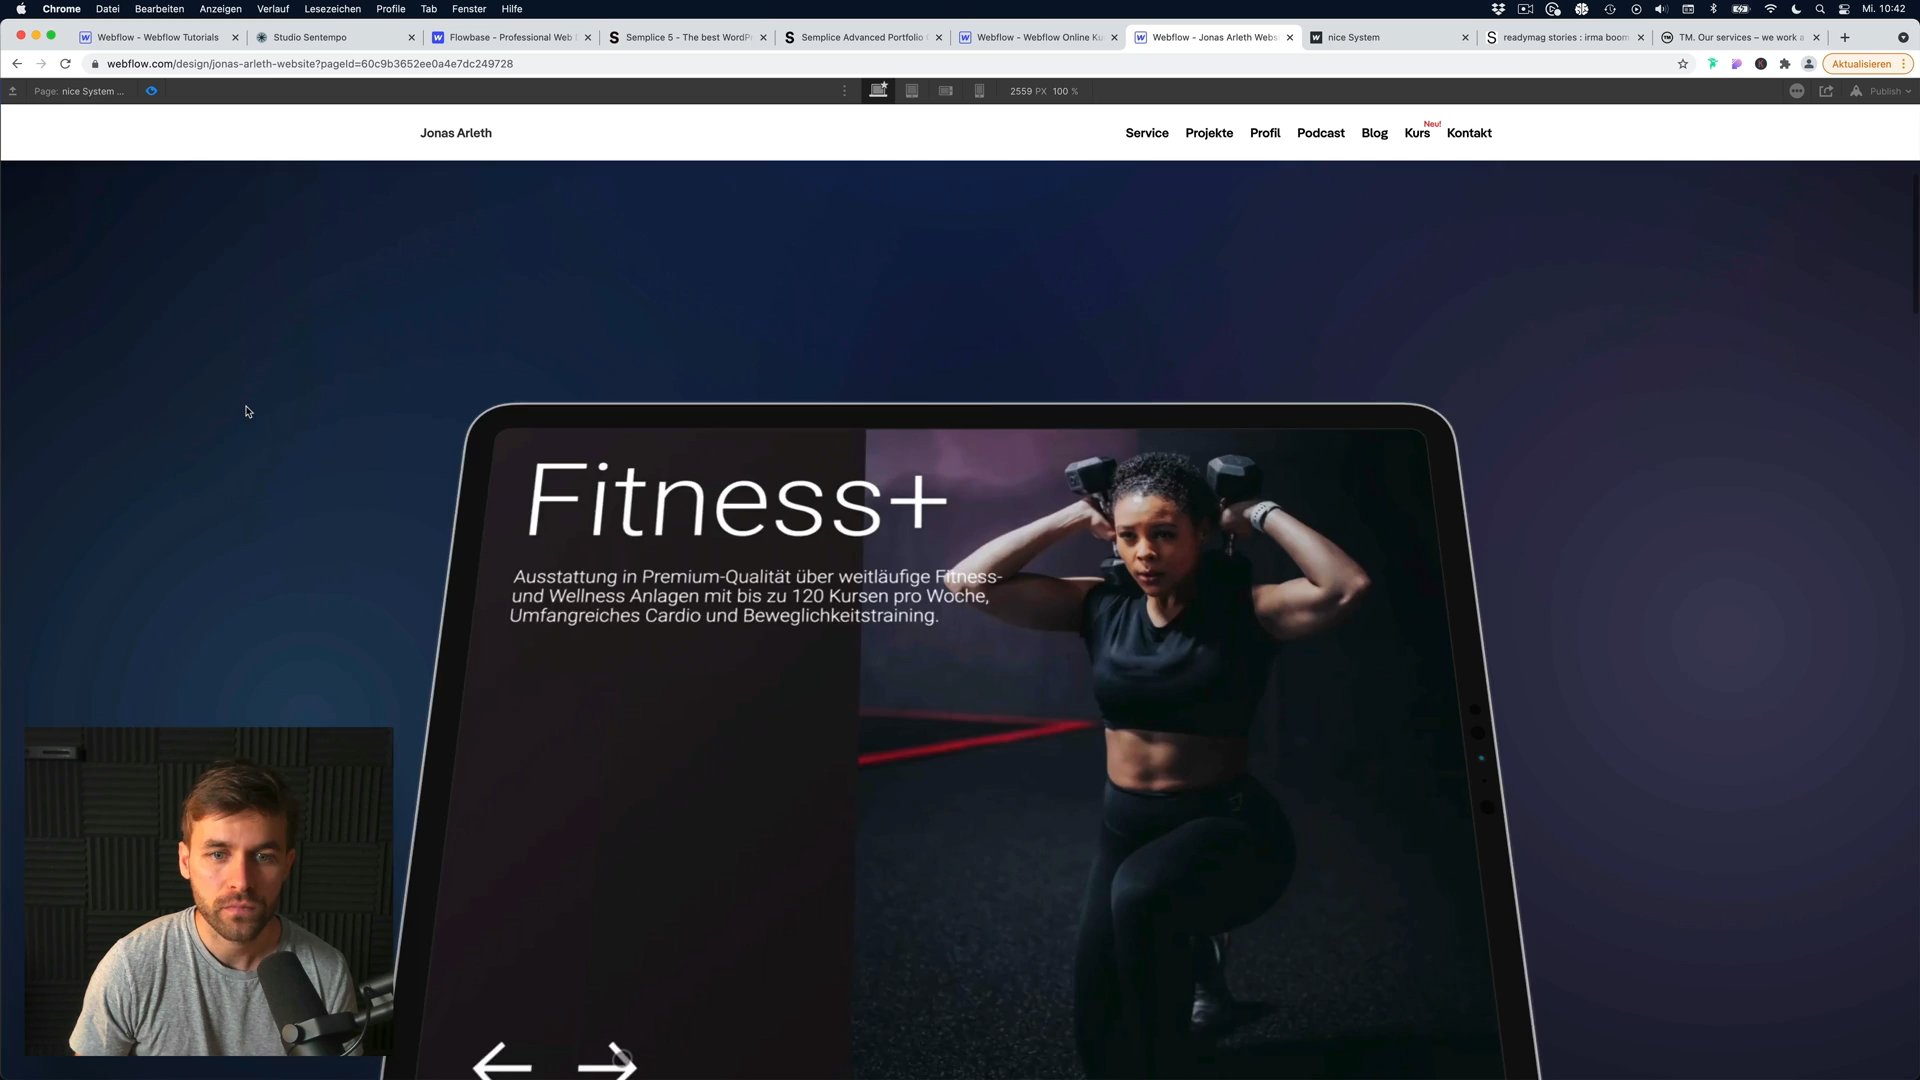 Chrome Datei Bearbeiten Anzeigen Verlauf Lesezeichen Profile Tab Fenster Hilfe Mi. 10:42
Webflow - Webflow Tutorials Studio Sentempo Flowbase - Professional Web Semplice 5 - The best WordP Semplice Advanced Portfolio Webflow - Webflow Online Ku Webflow - Jonas Arleth Webs nice System readymag stories : irma boom TM. Our services – we work a
webflow.com/design/jonas-arleth-website?pageId=60c9b3652ee0a4e7dc249728 Aktualisieren
Page: nice System ... 2559 PX 100 % Publish
Neu!
Jonas Arleth Service Projekte Profil Podcast Blog Kurs Kontakt
Fitness+
Ausstattung in Premium-Qualität über weitläufige Fitness-
und Wellness Anlagen mit bis zu 120 Kursen pro Woche,
Umfangreiches Cardio und Beweglichkeitstraining.